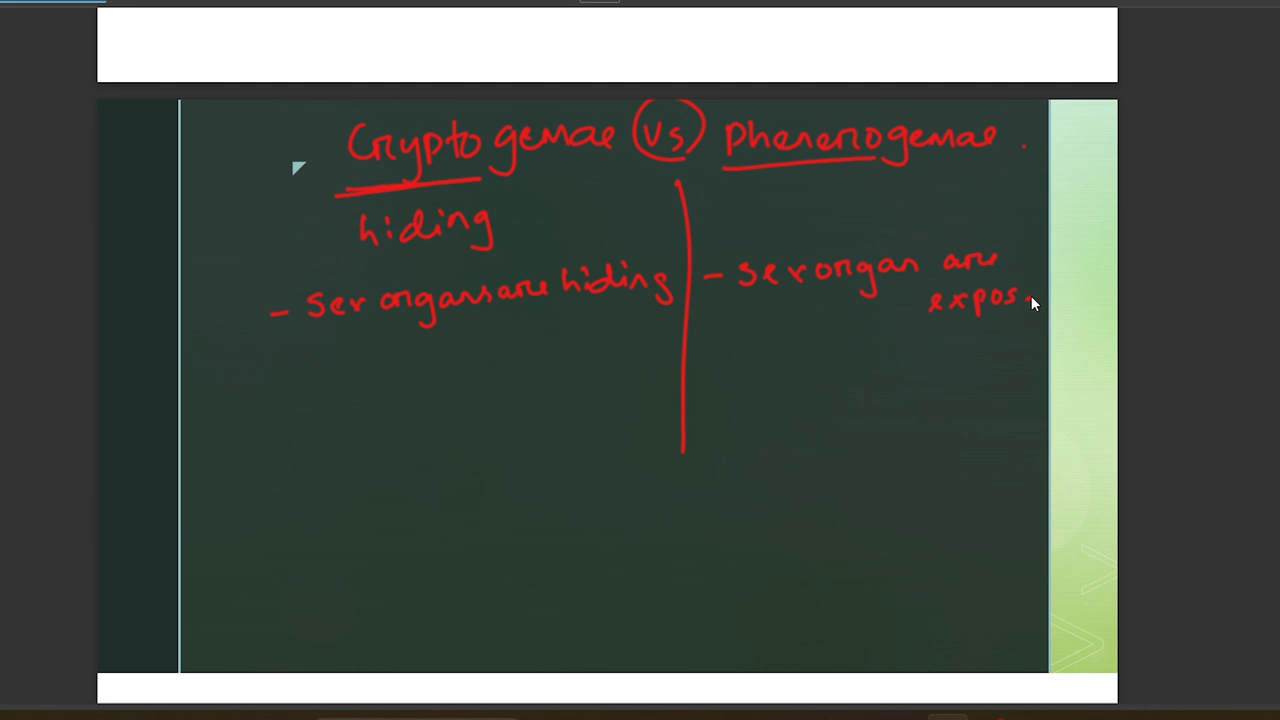 Cryptogemae Vs Phenerogemae.
hiding
- Sex organs are hiding
- Sex organ are
expos.